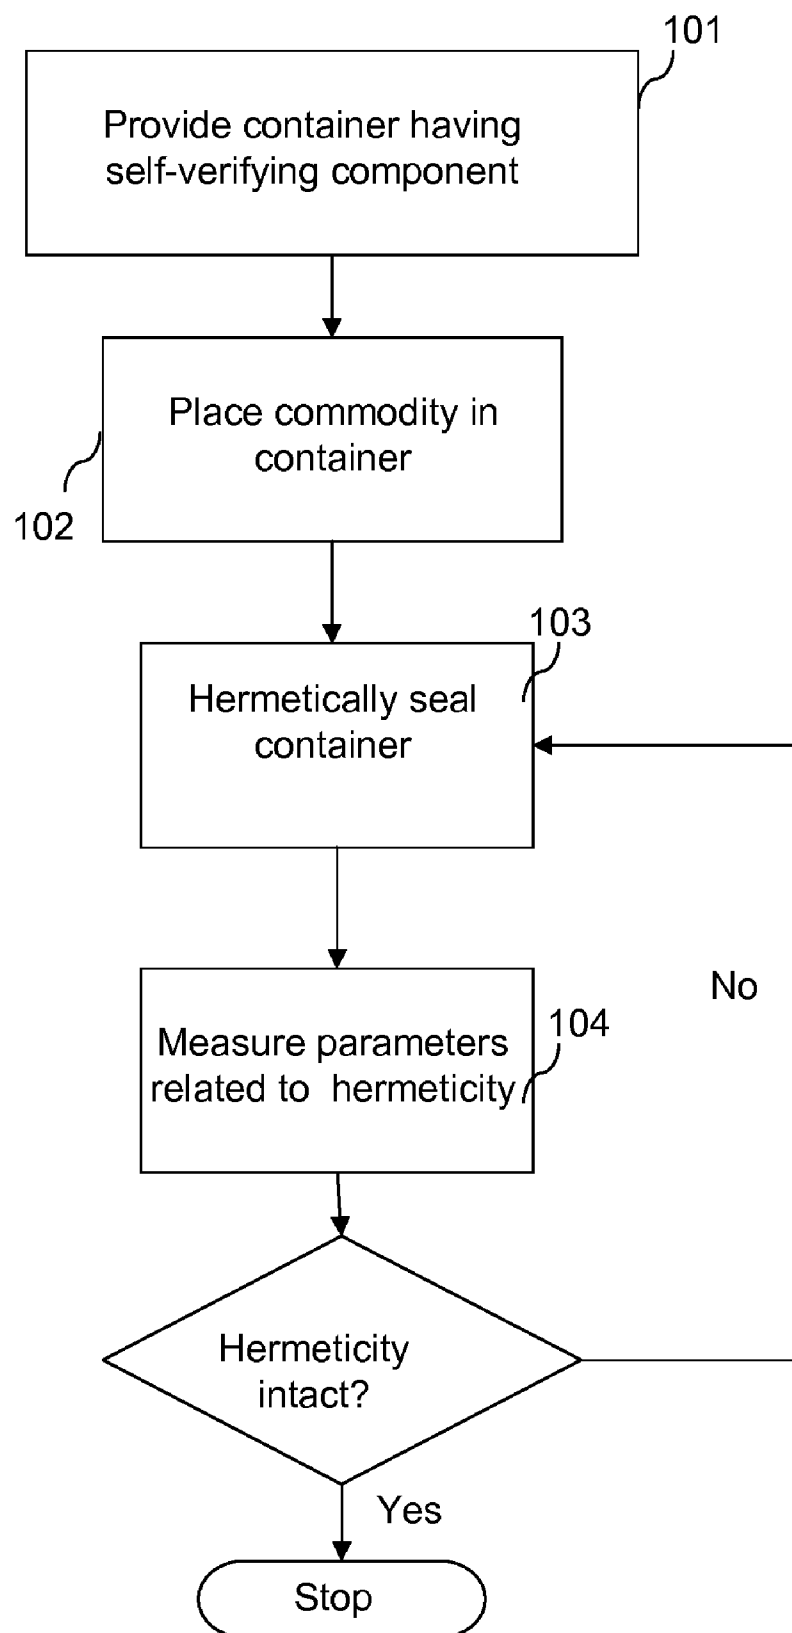 101
Provide container having
self-verifying component
Place commodity in
container
102
103
Hermetically seal
container
No
104
Measure parameters
related to hermeticity
Hermeticity
intact?
Yes
Stop